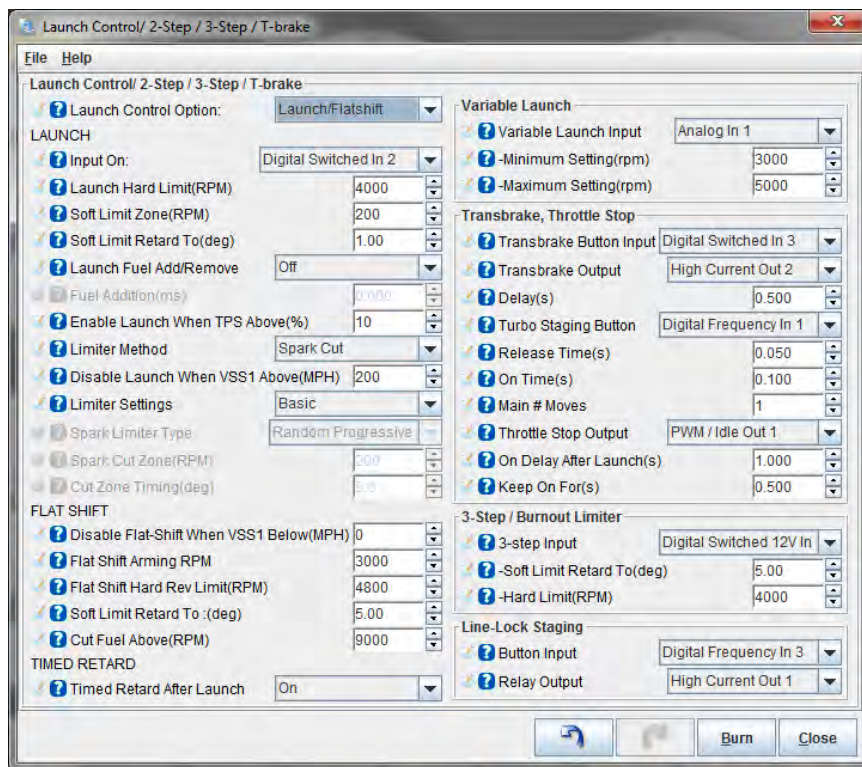 Launch Control/ 2-Step / 3-Step / T-brake
File Help
Launch Control/ 2-Step / 3-Step / T-brake
Launch Control Option: Launch/Flatshift
LAUNCH
Input On: Digital Switched In 2
Launch Hard Limit(RPM) 4000
Soft Limit Zone(RPM) 200
Soft Limit Retard To(deg) 1.00
Launch Fuel Add/Remove Off
Fuel Addition(ms) 0.000
Enable Launch When TPS Above(%) 10
Limiter Method Spark Cut
Disable Launch When VSS1 Above(MPH) 200
Limiter Settings Basic
Spark Limiter Type Random Progressive
Spark Cut Zone(RPM) 200
Cut Zone Timing(deg) 5.0
FLAT SHIFT
Disable Flat-Shift When VSS1 Below(MPH) 0
Flat Shift Arming RPM 3000
Flat Shift Hard Rev Limit(RPM) 4800
Soft Limit Retard To :(deg) 5.00
Cut Fuel Above(RPM) 9000
TIMED RETARD
Timed Retard After Launch On
Variable Launch
Variable Launch Input Analog In 1
-Minimum Setting(rpm) 3000
-Maximum Setting(rpm) 5000
Transbrake, Throttle Stop
Transbrake Button Input Digital Switched In 3
Transbrake Output High Current Out 2
Delay(s) 0.500
Turbo Staging Button Digital Frequency In 1
Release Time(s) 0.050
On Time(s) 0.100
Main # Moves 1
Throttle Stop Output PWM / Idle Out 1
On Delay After Launch(s) 1.000
Keep On For(s) 0.500
3-Step / Burnout Limiter
3-step Input Digital Switched 12V In
-Soft Limit Retard To(deg) 5.00
-Hard Limit(RPM) 4000
Line-Lock Staging
Button Input Digital Frequency In 3
Relay Output High Current Out 1
Burn Close